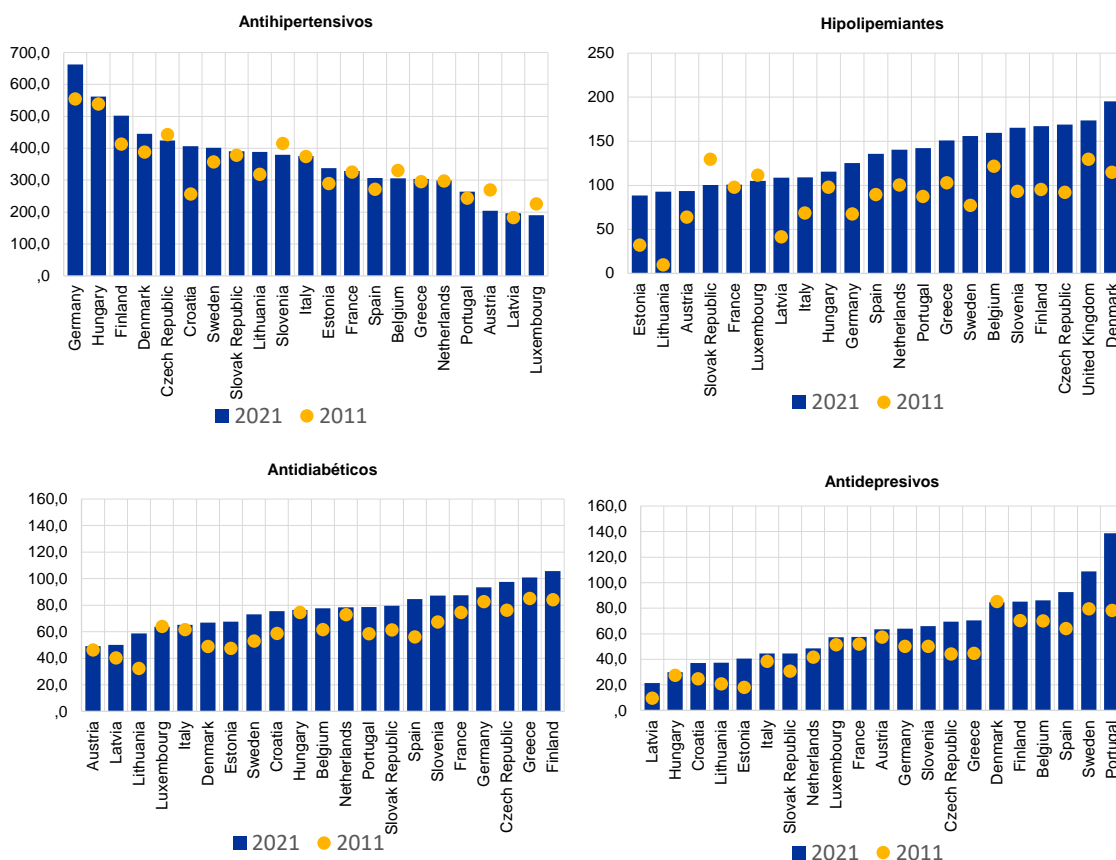 Antihipertensivos
700,0
600,0
500,0
400,0
300,0
200,0
100,0
,0
Germany
Hungary
Finland
Denmark
Czech Republic
Croatia
Sweden
Slovak Republic
Lithuania
Slovenia
Italy
Estonia
France
Spain
Belgium
Greece
Netherlands
Portugal
Austria
Latvia
Luxembourg
2021 2011
Hipolipemiantes
250
200
150
100
50
0
Estonia
Lithuania
Austria
Slovak Republic
France
Luxembourg
Latvia
Italy
Hungary
Germany
Spain
Netherlands
Portugal
Greece
Sweden
Belgium
Slovenia
Finland
Czech Republic
United Kingdom
Denmark
2021 2011
Antidiabéticos
160,0
140,0
120,0
100,0
80,0
60,0
40,0
20,0
,0
Austria
Latvia
Lithuania
Luxembourg
Italy
Denmark
Estonia
Sweden
Croatia
Hungary
Belgium
Netherlands
Portugal
Slovak Republic
Spain
Slovenia
France
Germany
Czech Republic
Greece
Finland
2021 2011
Antidepresivos
160,0
140,0
120,0
100,0
80,0
60,0
40,0
20,0
,0
Latvia
Hungary
Croatia
Lithuania
Estonia
Italy
Slovak Republic
Netherlands
Luxembourg
France
Austria
Germany
Slovenia
Czech Republic
Greece
Denmark
Finland
Belgium
Spain
Sweden
Portugal
2021 2011